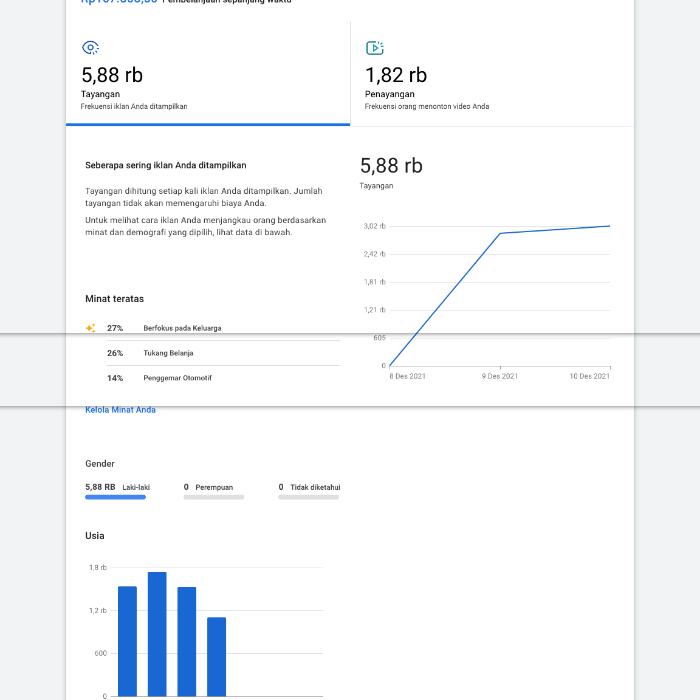 Pembelanjaan sepanjang waktu
5,88 rb
Tayangan
Frekuensi iklan Anda ditampilkan
1,82 rb
Penayangan
Frekuensi orang menonton video Anda
Seberapa sering iklan Anda ditampilkan
Tayangan dihitung setiap kali iklan Anda ditampilkan. Jumlah
tayangan tidak akan memengaruhi biaya Anda.
Untuk melihat cara iklan Anda menjangkau orang berdasarkan
minat dan demografi yang dipilih, lihat data di bawah.
5,88 rb
Tayangan
3,02 rb
2,42 rb
1,81 rb
1,21 rb
605
0
8 Des 2021
9 Des 2021
10 Des 2021
Minat teratas
27% Berfokus pada Keluarga
26% Tukang Belanja
14% Penggemar Otomotif
Kelola Minat Anda
Gender
5,88 RB Laki-laki
0 Perempuan
0 Tidak diketahui
Usia
1,8 rb
1,2 rb
600
0